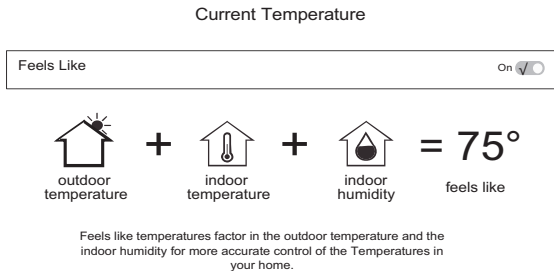 Current Temperature
Feels Like On √
+ + = 75°
outdoor temperature indoor temperature indoor humidity feels like
Feels like temperatures factor in the outdoor temperature and the
indoor humidity for more accurate control of the Temperatures in
your home.